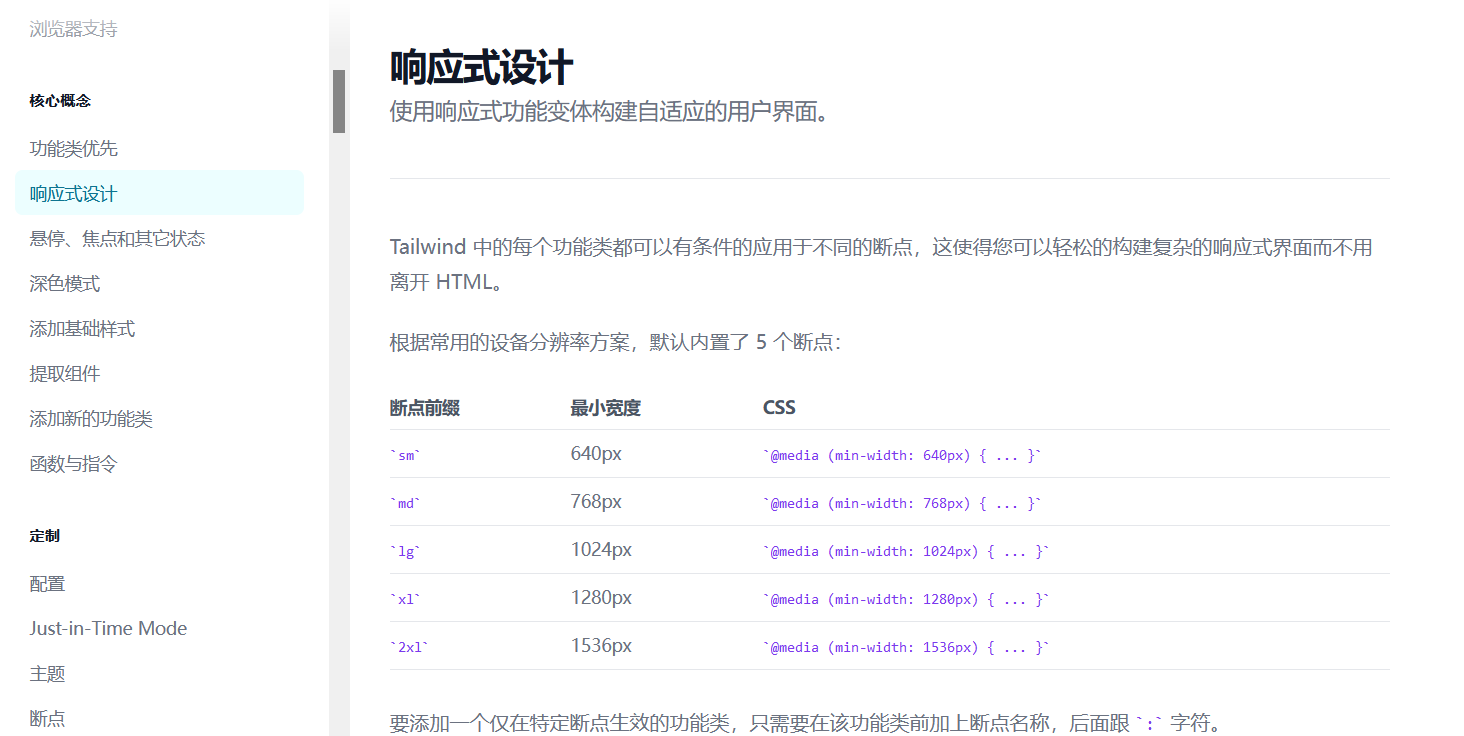 浏览器支持
核心概念
功能类优先
响应式设计
悬停、焦点和其它状态
深色模式
添加基础样式
提取组件
添加新的功能类
函数与指令
定制
配置
Just-in-Time Mode
主题
断点
响应式设计
使用响应式功能变体构建自适应的用户界面。
Tailwind 中的每个功能类都可以有条件的应用于不同的断点，这使得您可以轻松的构建复杂的响应式界面而不用
离开 HTML。
根据常用的设备分辨率方案，默认内置了 5 个断点：
断点前缀 最小宽度 CSS
`sm` 640px `@media (min-width: 640px) { ... }`
`md` 768px `@media (min-width: 768px) { ... }`
`lg` 1024px `@media (min-width: 1024px) { ... }`
`xl` 1280px `@media (min-width: 1280px) { ... }`
`2xl` 1536px `@media (min-width: 1536px) { ... }`
要添加一个仅在特定断点生效的功能类，只需要在该功能类前加上断点名称，后面跟 `:` 字符。